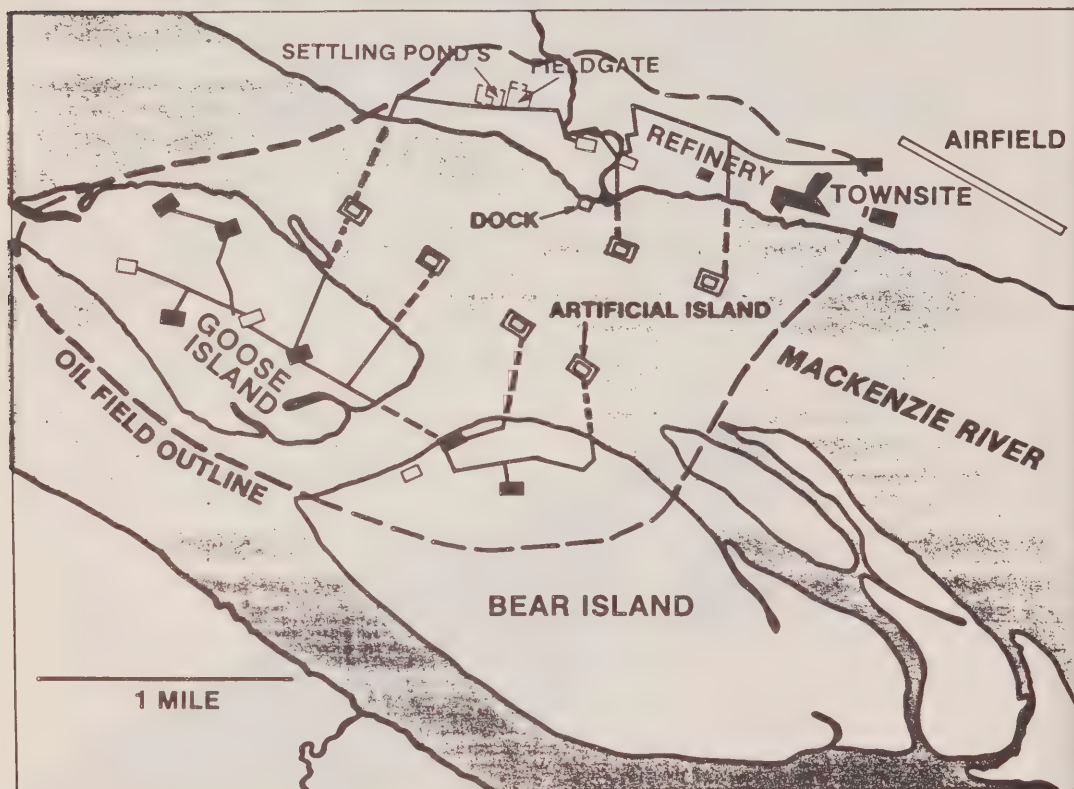 SETTLING POND'S
FIELDGATE
AIRFIELD
REFINERY
TOWNSITE
DOCK
ARTIFICIAL ISLAND
GOOSE
ISLAND
MACKENZIE RIVER
OIL FIELD OUTLINE
BEAR ISLAND
1 MILE